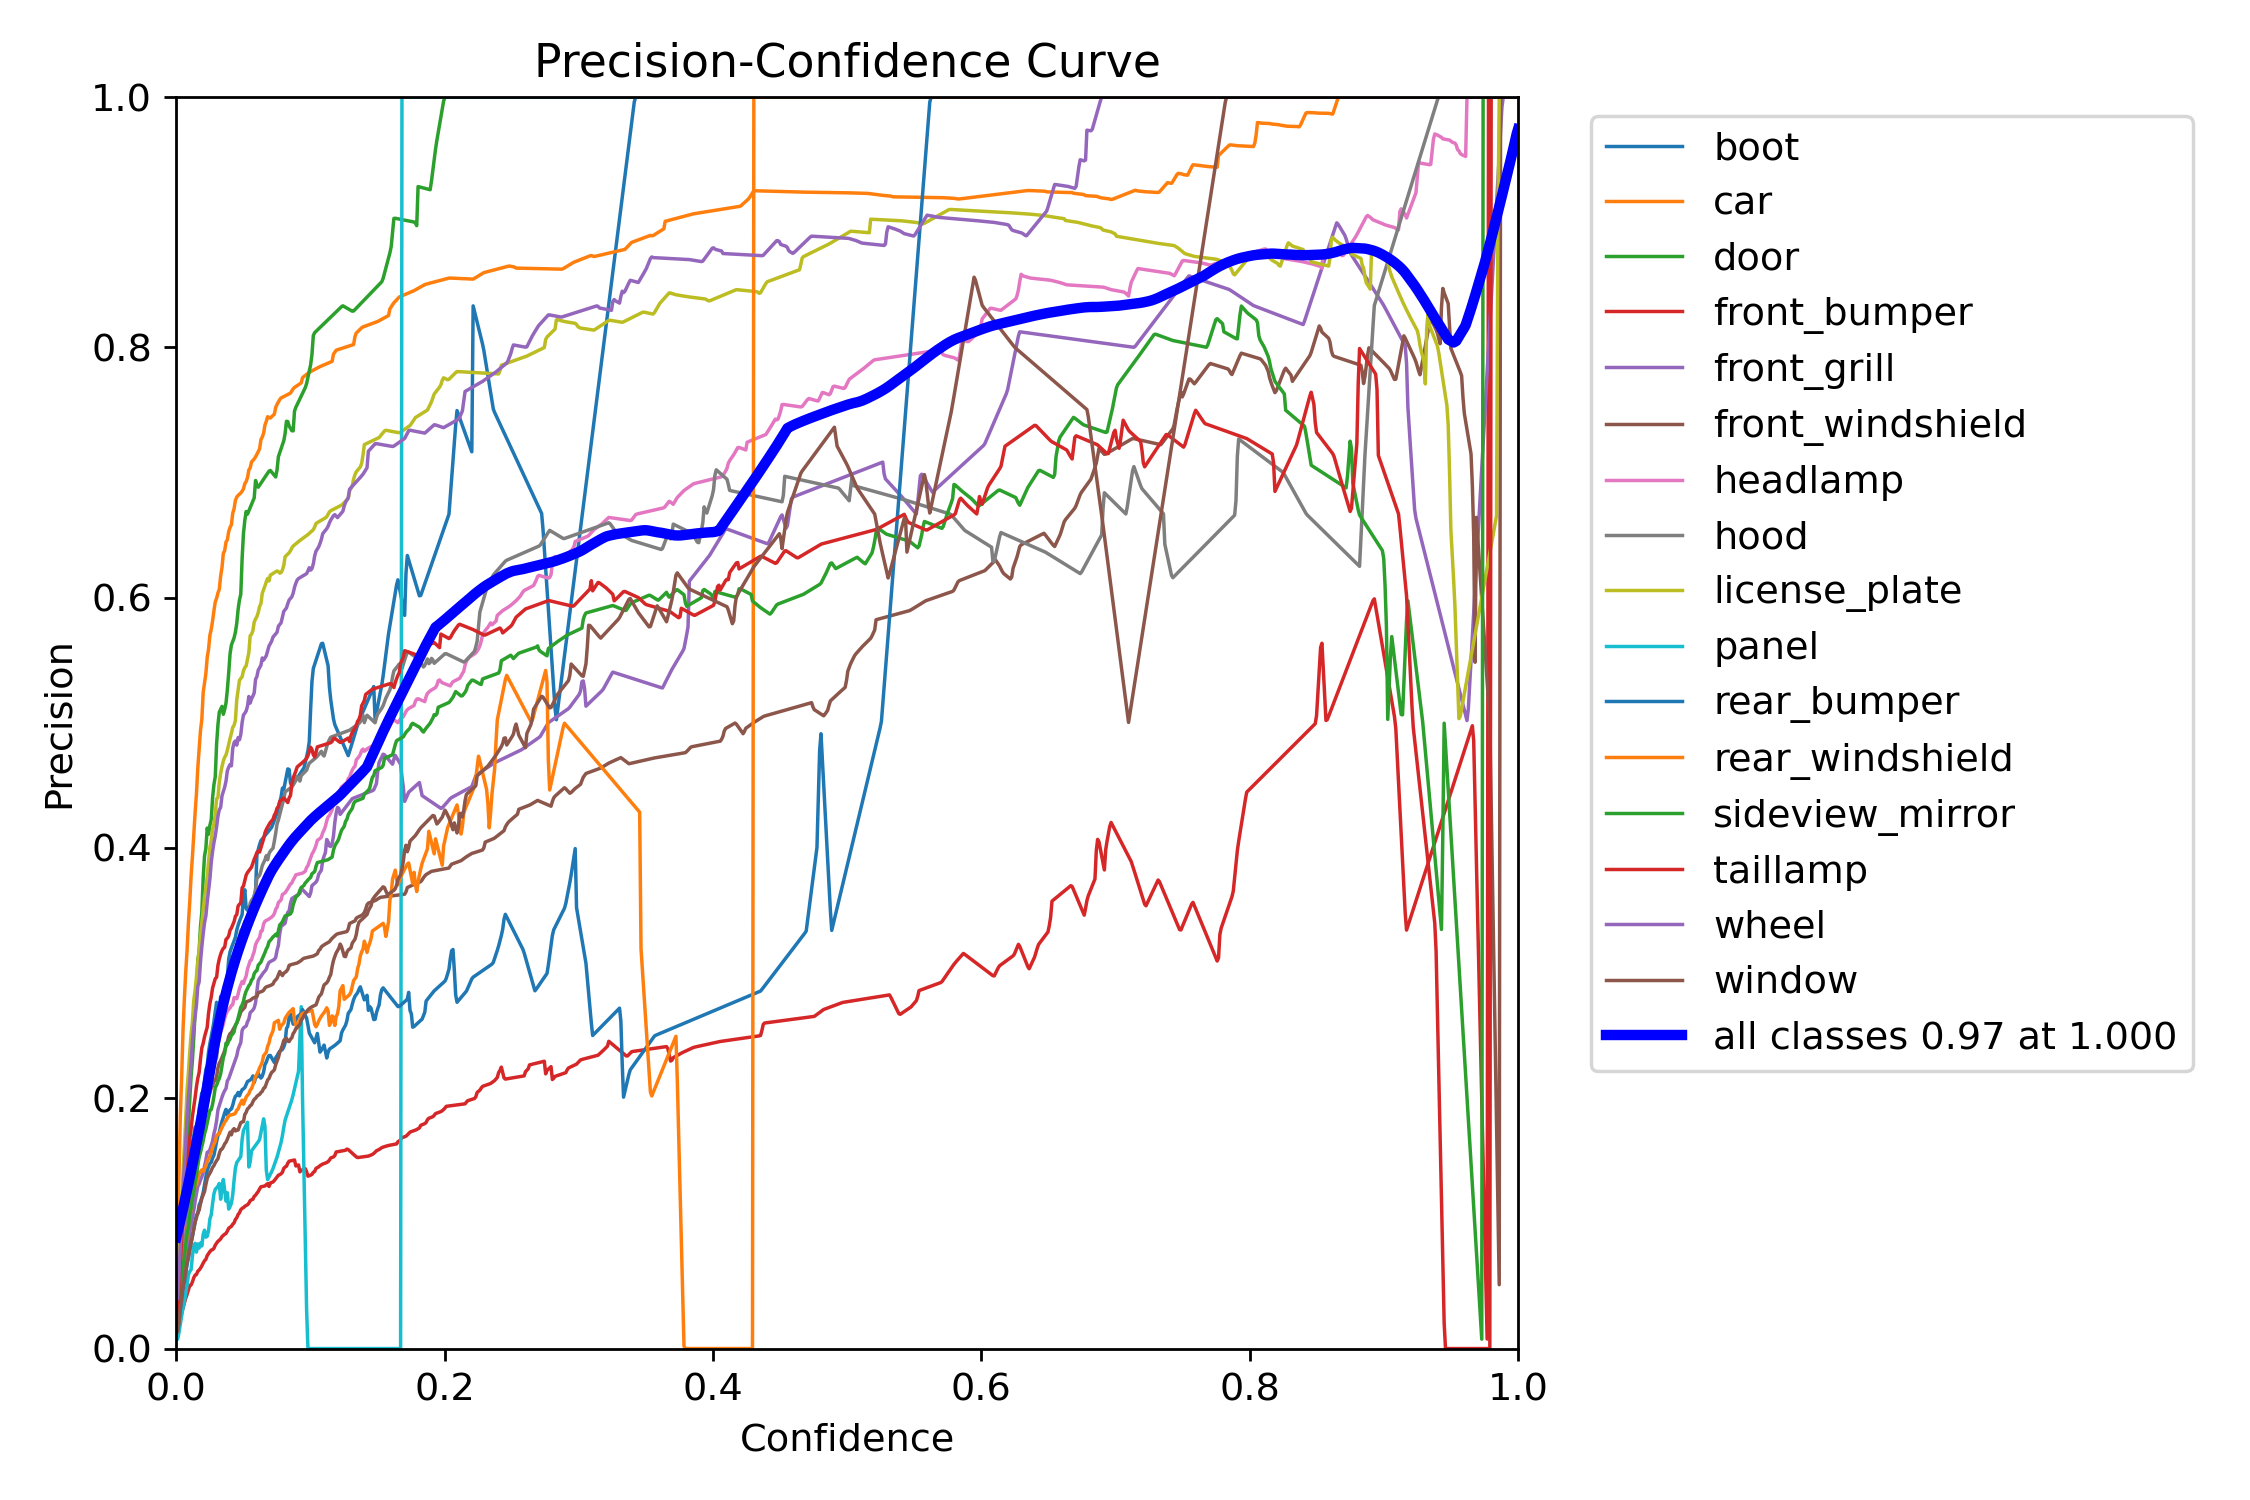 Precision-Confidence Curve
1.0
0.8
0.6
0.4
0.2
0.0
Precision
0.0 0.2 0.4 0.6 0.8 1.0
Confidence
boot
car
door
front_bumper
front_grill
front_windshield
headlamp
hood
license_plate
panel
rear_bumper
rear_windshield
sideview_mirror
taillamp
wheel
window
all classes 0.97 at 1.000